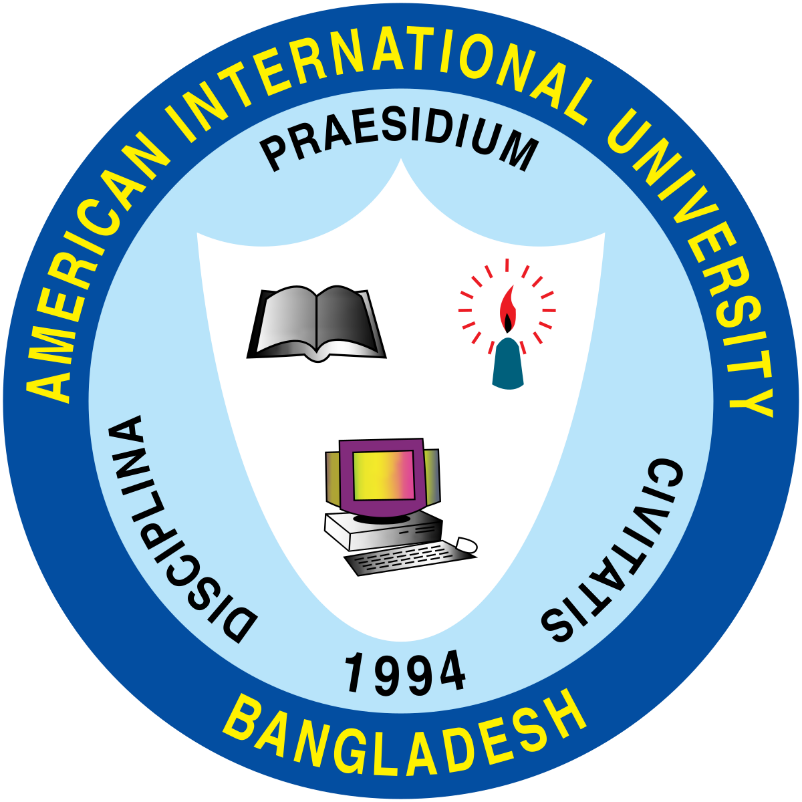 AMERICAN INTERNATIONAL UNIVERSITY
PRAESIDIUM
DISCIPLINA
CIVITATIS
1994
BANGLADESH